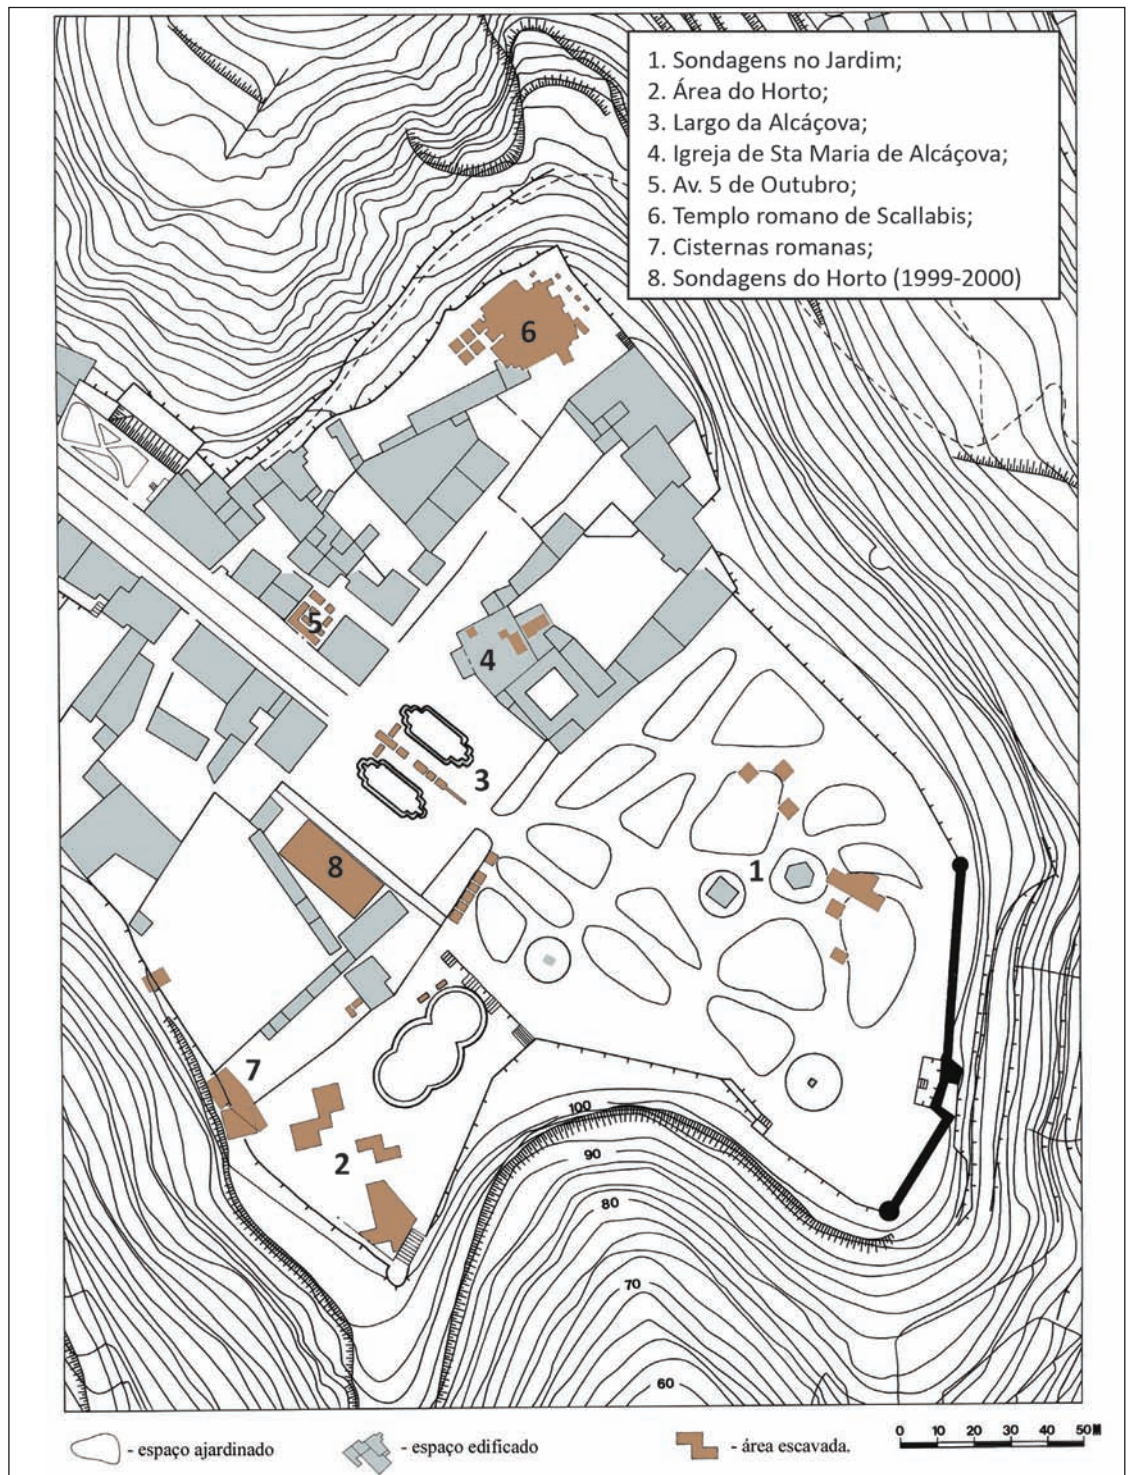 1. Sondagens no Jardim;
2. Área do Horto;
3. Largo da Alcáçova;
4. Igreja de Sta Maria de Alcáçova;
5. Av. 5 de Outubro;
6. Templo romano de Scallabis;
7. Cisternas romanas;
8. Sondagens do Horto (1999-2000)
6
5
4
3
8
1
7
2
100
90
80
70
60
- espaço ajardinado
- espaço edificado
- área escavada.
0 10 20 30 40 50 M